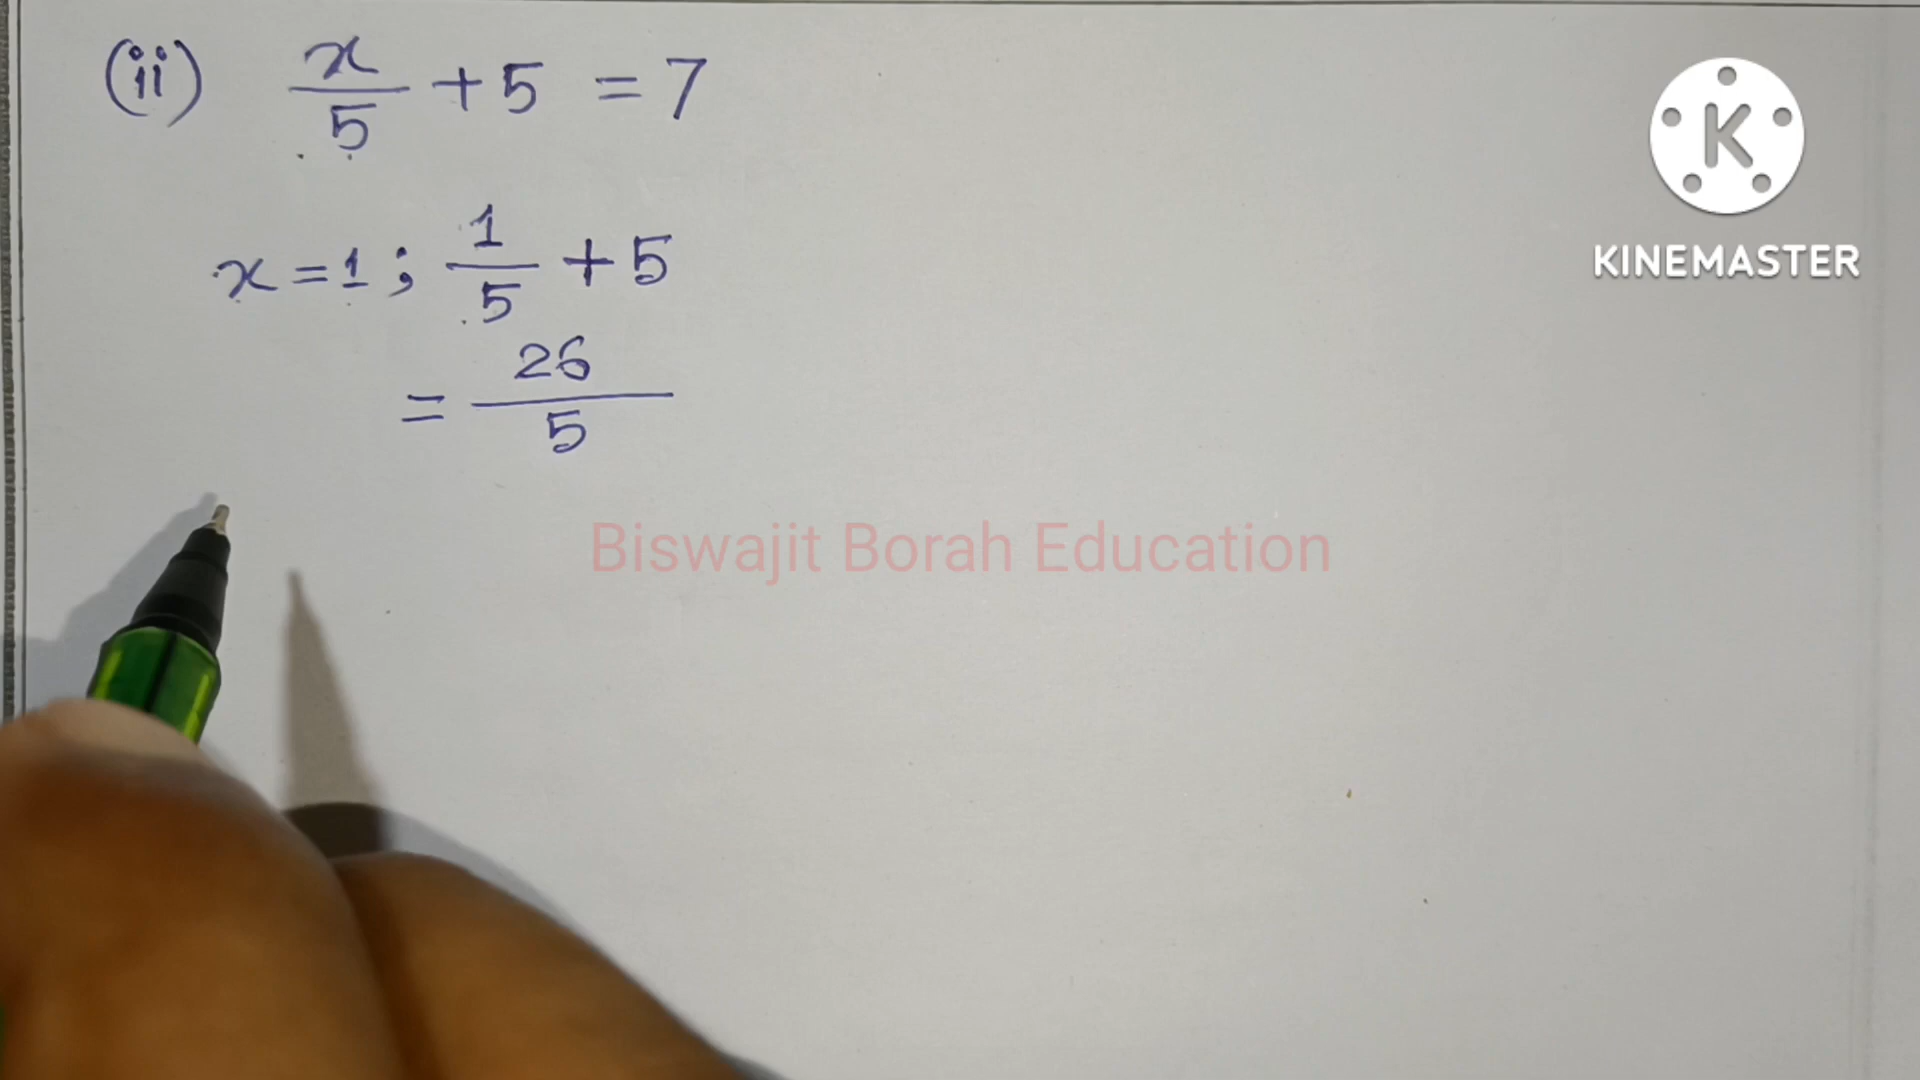 (ii) x/5 + 5 = 7
x = 1 ; 1/5 + 5
= 26/5
K
KINEMASTER
Biswajit Borah Education